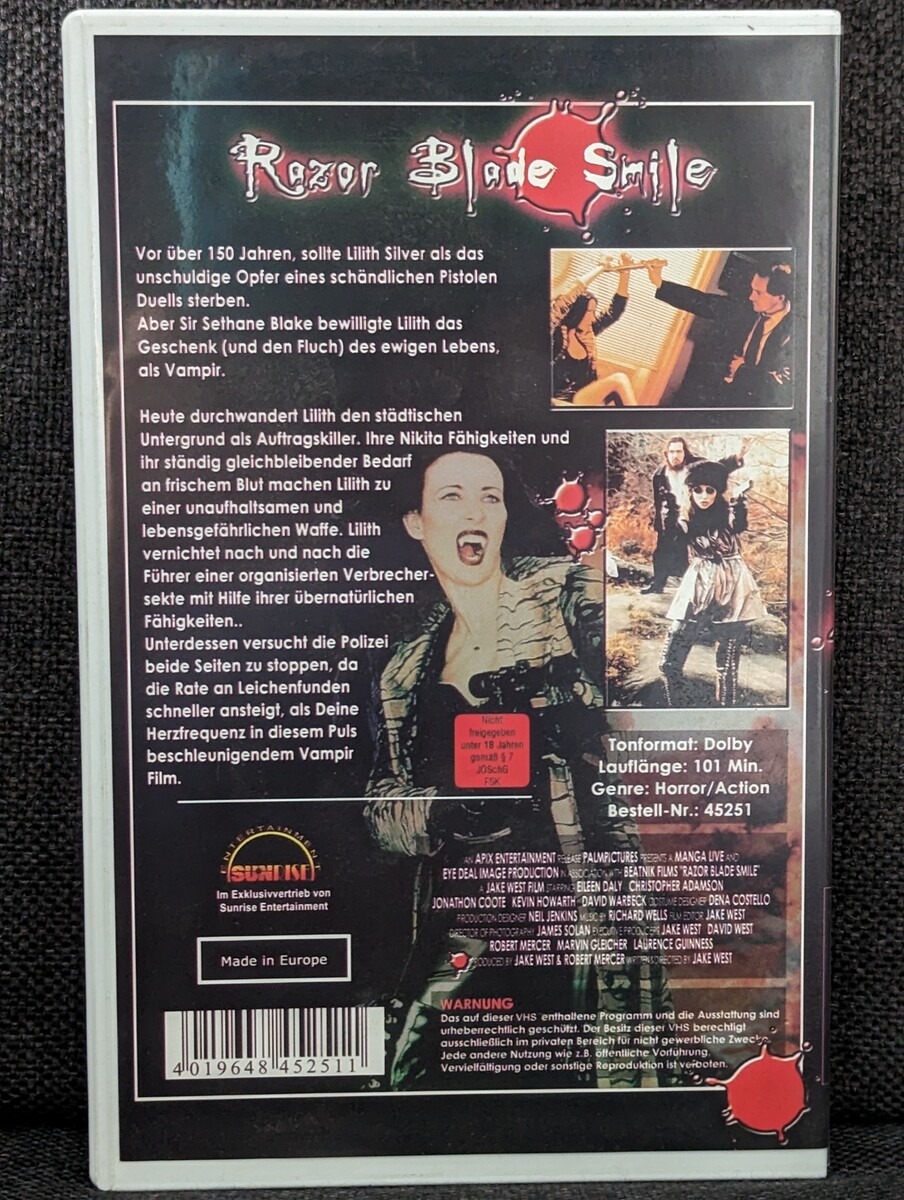 Razor Blade Smile
Vor über 150 Jahren, sollte Lilith Silver als das
unschuldige Opfer eines schändlichen Pistolen
Duells sterben.
Aber Sir Sethane Blake bewilligte Lilith das
Geschenk (und den Fluch) des ewigen Lebens,
als Vampir.
Heute durchwandert Lilith den städtischen
Untergrund als Auftragskiller. Ihre Nikita Fähigkeiten und
ihr ständig gleichbleibender Bedarf
an frischem Blut machen Lilith zu
einer unaufhaltsamen und
lebensgefährlichen Waffe. Lilith
vernichtet nach und nach die
Führer einer organisierten Verbrecher-
sekte mit Hilfe ihrer übernatürlichen
Fähigkeiten..
Unterdessen versucht die Polizei
beide Seiten zu stoppen, da
die Rate an Leichenfunden
schneller ansteigt, als Deine
Herzfrequenz in diesem Puls
beschleunigendem Vampir
Film.
Nicht
freigegeben
unter 18 Jahren
gemäß § 7
JÖSchG
FSK
Tonformat: Dolby
Lauflänge: 101 Min.
Genre: Horror/Action
Bestell-Nr.: 45251
ENTERTAINMENT
SUNRISE
Im Exklusivvertrieb von
Sunrise Entertainment
Made in Europe
4 019648 452511
AN APIX ENTERTAINMENT RELEASE PALMPICTURES PRESENTS A MANGA LIVE AND
EYE DEAL IMAGE PRODUCTION IN ASSOCIATION WITH BEATNIK FILMS "RAZOR BLADE SMILE"
A JAKE WEST FILM STARRING EILEEN DALY CHRISTOPHER ADAMSON
JONATHON COOTE KEVIN HOWARTH DAVID WARBECK COSTUME DESIGNER DENA COSTELLO
PRODUCTION DESIGNER NEIL JENKINS MUSIC BY RICHARD WELLS FILM EDITOR JAKE WEST
DIRECTOR OF PHOTOGRAPHY JAMES SOLAN EXECUTIVE PRODUCERS JAKE WEST DAVID WEST
ROBERT MERCER MARVIN GLEICHER LAURENCE GUINNESS
PRODUCED BY JAKE WEST & ROBERT MERCER WRITTEN & DIRECTED BY JAKE WEST
WARNUNG
Das auf dieser VHS enthaltene Programm und die Ausstattung sind
urheberrechtlich geschützt. Der Besitz dieser VHS berechtigt
ausschließlich im privaten Bereich für nicht gewerbliche Zwecke.
Jede andere Nutzung wie z.B. öffentliche Vorführung,
Vervielfältigung oder sonstige Reproduktion ist verboten.